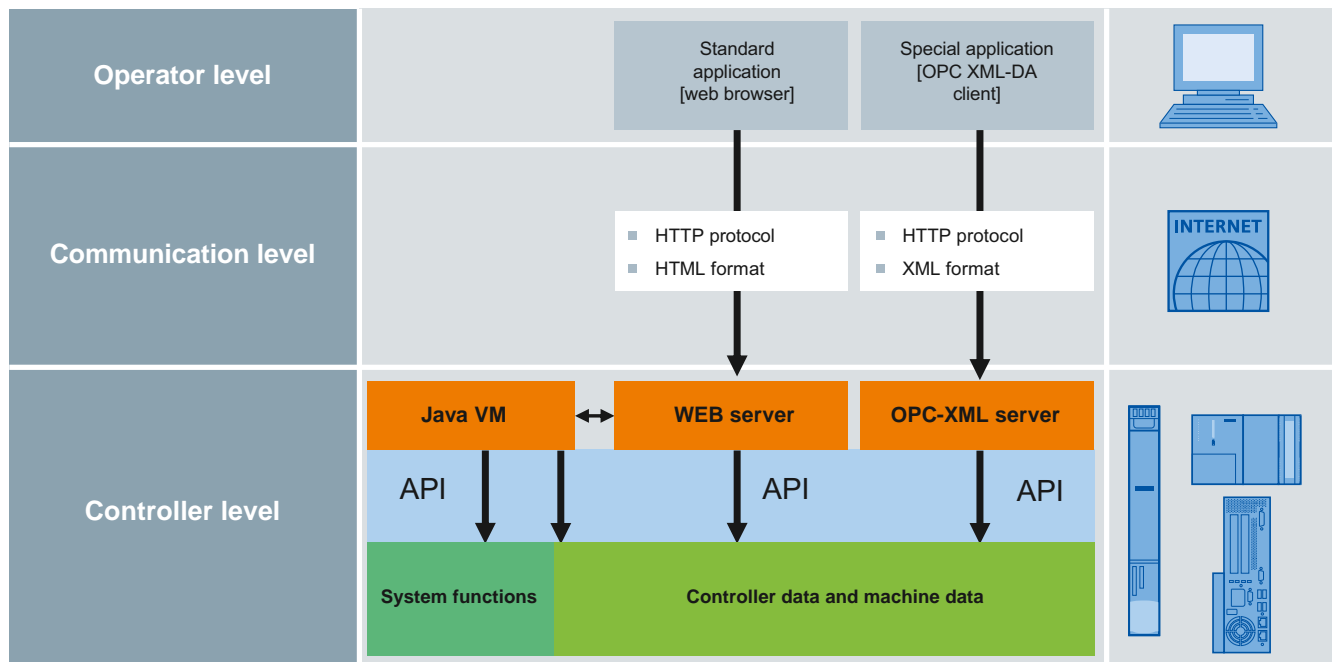 Operator level
Standard
application
[web browser]
Special application
[OPC XML-DA
client]
Communication level
HTTP protocol
HTML format
HTTP protocol
XML format
INTERNET
Controller level
Java VM
WEB server
OPC-XML server
API
API
API
System functions
Controller data and machine data